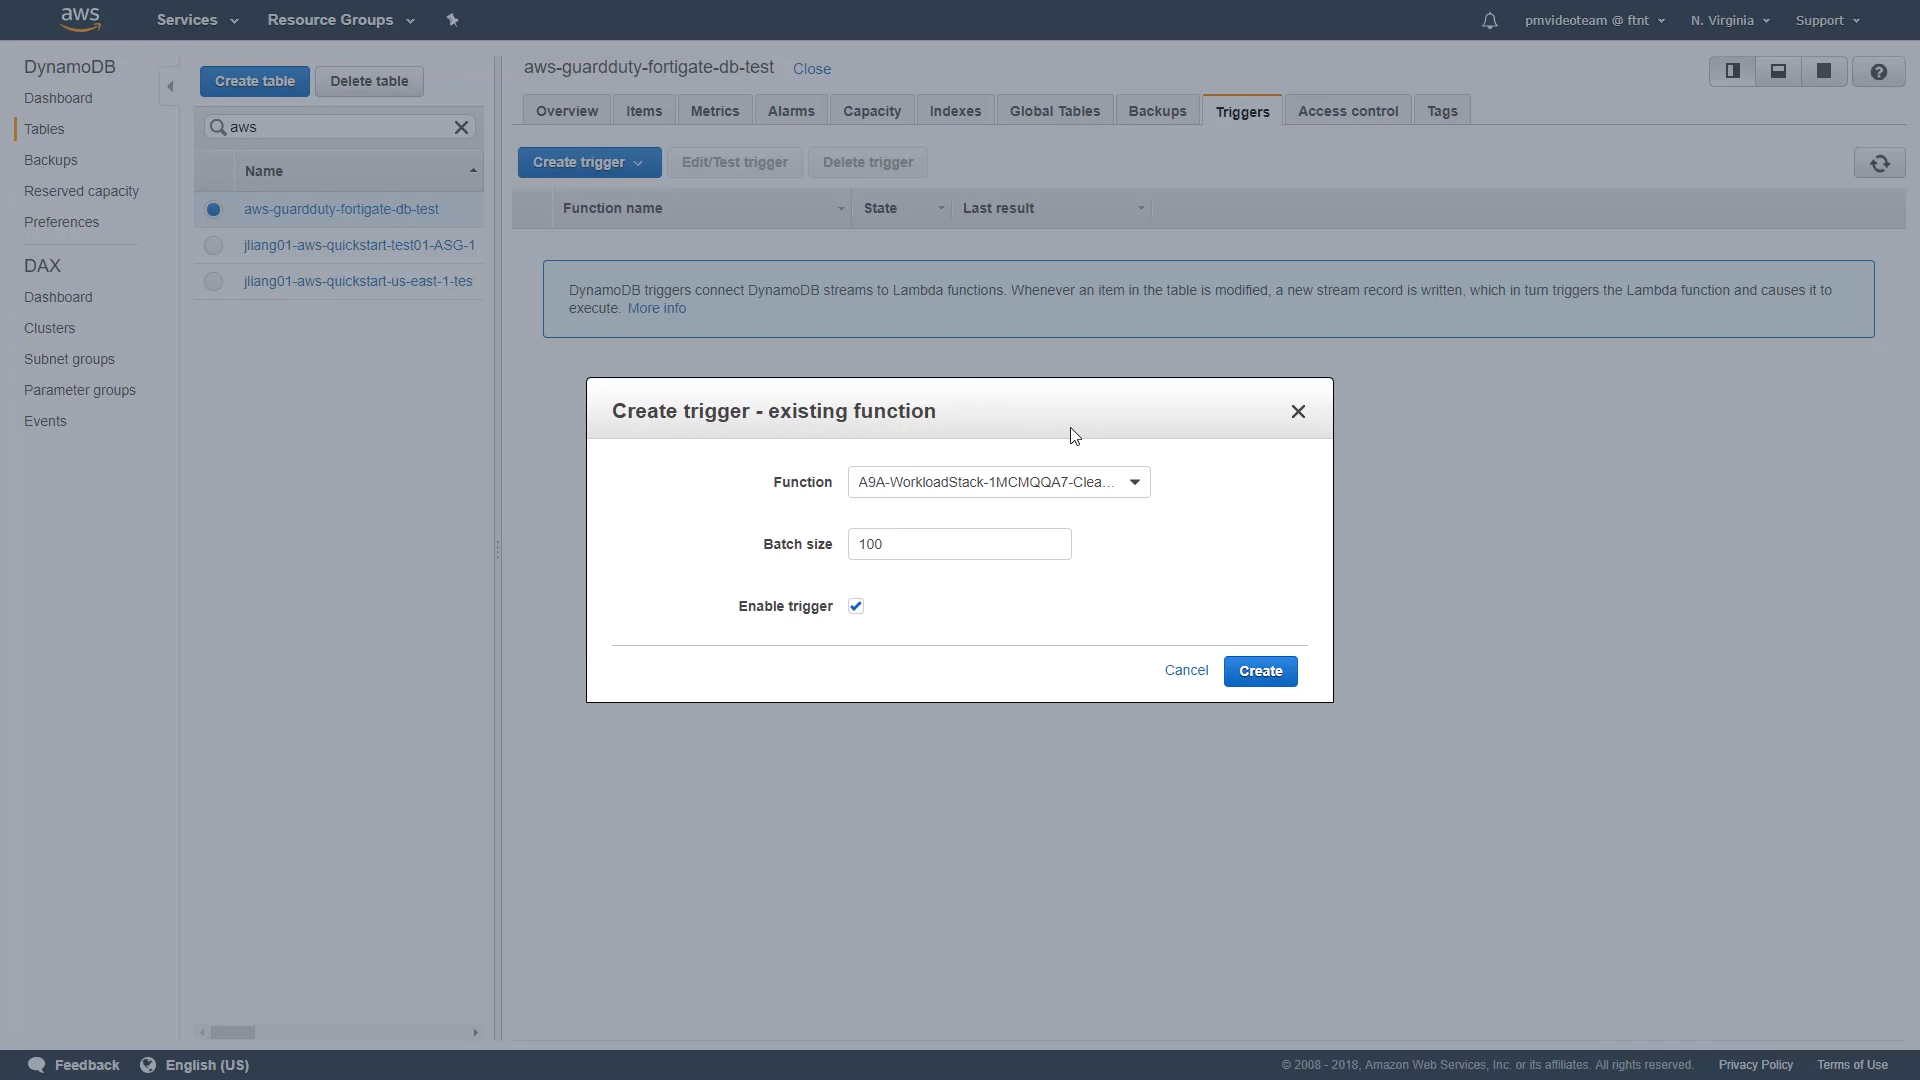 aws
Services
Resource Groups
pmvideoteam @ ftnt
N. Virginia
Support
DynamoDB
Dashboard
Tables
Backups
Reserved capacity
Preferences
DAX
Dashboard
Clusters
Subnet groups
Parameter groups
Events
Create table
Delete table
aws
Name
aws-guardduty-fortigate-db-test
jliang01-aws-quickstart-test01-ASG-1
jliang01-aws-quickstart-us-east-1-tes
aws-guardduty-fortigate-db-test Close
Overview
Items
Metrics
Alarms
Capacity
Indexes
Global Tables
Backups
Triggers
Access control
Tags
Create trigger
Edit/Test trigger
Delete trigger
Function name
State
Last result
DynamoDB triggers connect DynamoDB streams to Lambda functions. Whenever an item in the table is modified, a new stream record is written, which in turn triggers the Lambda function and causes it to
execute. More info
Create trigger - existing function
Function A9A-WorkloadStack-1MCMQQA7-Clea...
Batch size 100
Enable trigger
Cancel
Create
Feedback
English (US)
© 2008 - 2018, Amazon Web Services, Inc. or its affiliates. All rights reserved.
Privacy Policy
Terms of Use